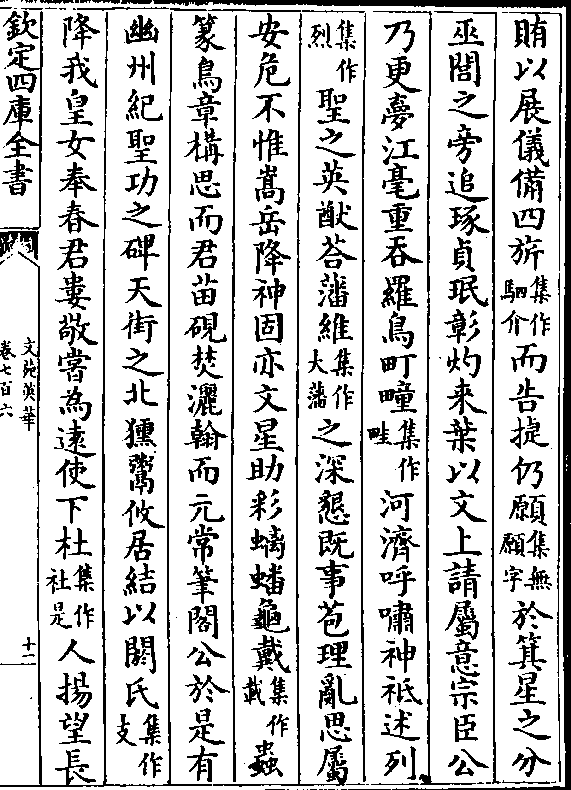 賄以展儀備四旂集作駟介而告捷仍願集無願字於箕星之分
巫閭之旁追琢貞珉彰灼來葉以文上請屬意宗臣公
乃更夢江毫重吞羅鳥町疃集作畦河濟呼嘯神祗述列
集作烈聖之英猷荅藩維集作大藩之深懇既事苞理亂思屬
安危不惟嵩岳降神固亦文星助彩螭蟠龜戴集作載蟲
篆鳥章構思而君苗硯焚灑翰而元常筆閣公於是有
幽州紀聖功之碑天街之北獯鬻攸居結以閼氏集作支
降我皇女奉春君婁敬嘗為遠使下杜集作社是人揚望長
欽定四庫全書
文苑英華
卷七百六
十二